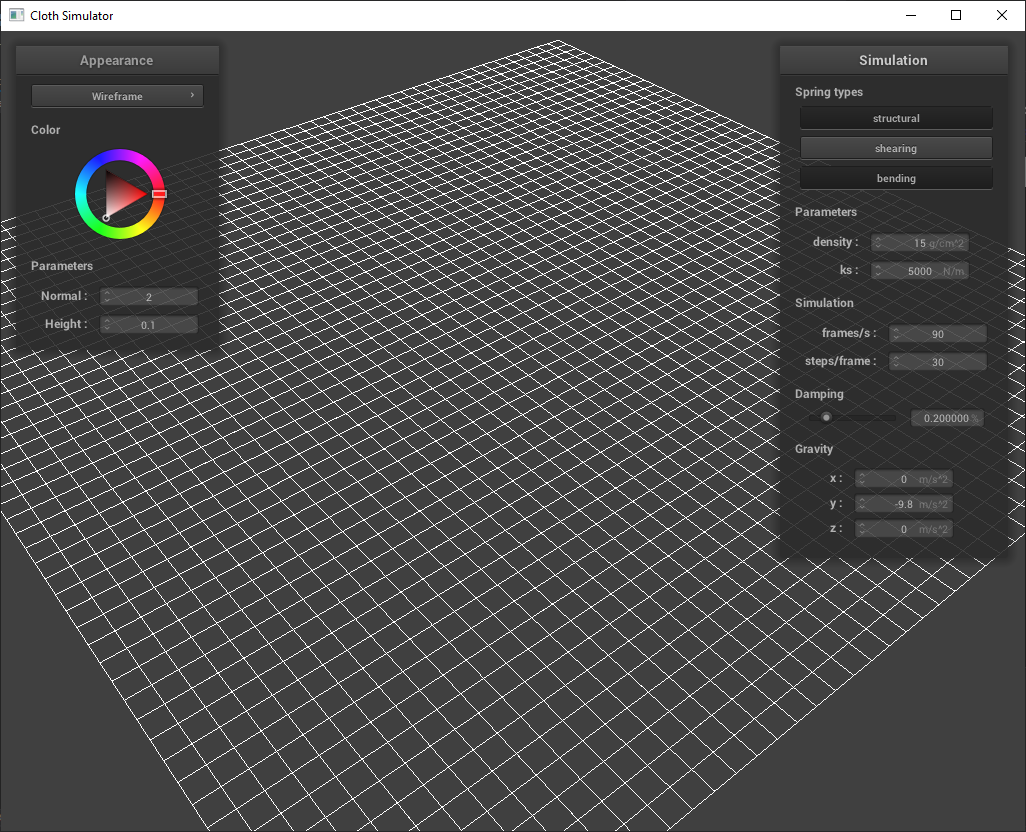 Cloth Simulator
Appearance
Wireframe
Color
Parameters
Normal : 2
Height : 0.1
Simulation
Spring types
structural
shearing
bending
Parameters
density : 15 g/cm^2
ks : 5000 N/m
Simulation
frames/s : 90
steps/frame : 30
Damping
0.200000 %
Gravity
x : 0 m/s^2
y : -9.8 m/s^2
z : 0 m/s^2